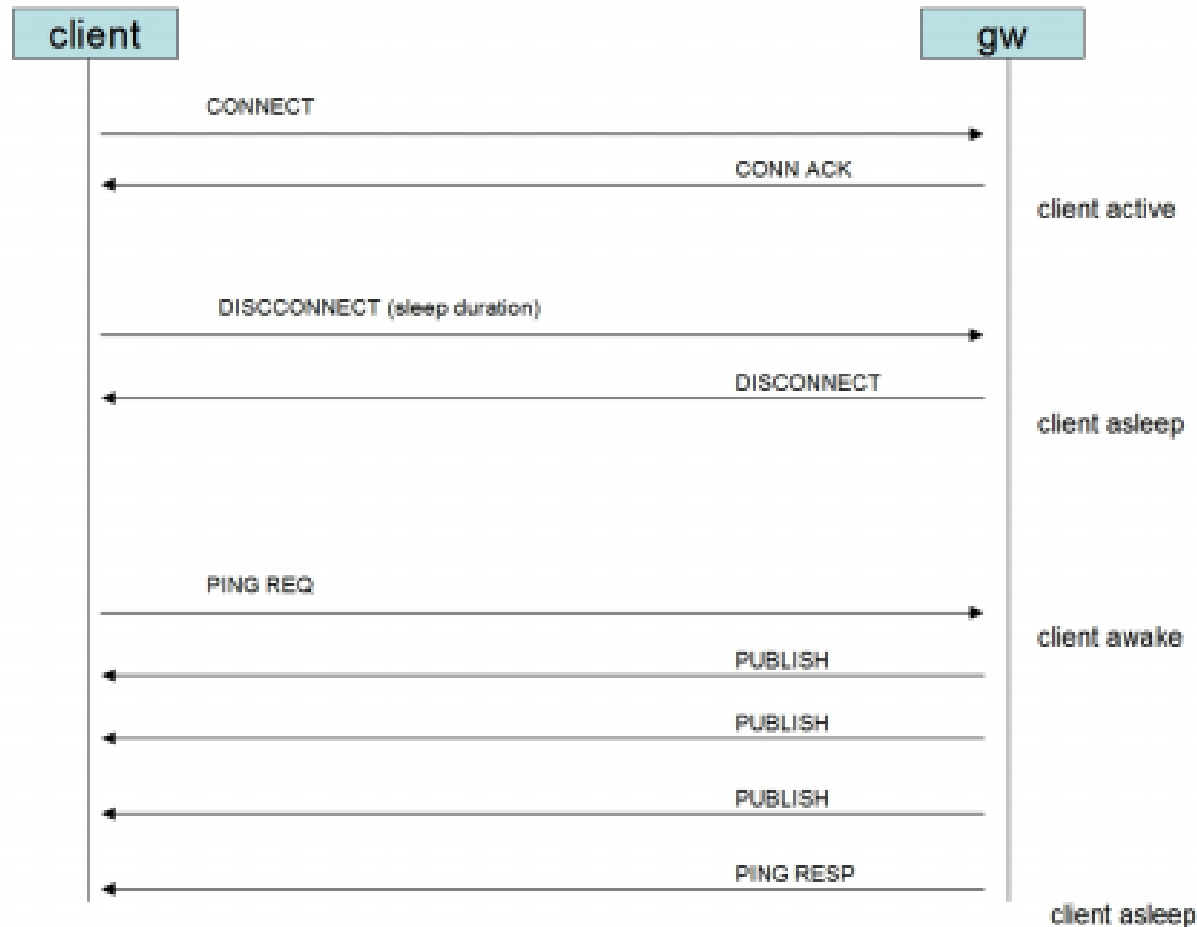 client
gw
CONNECT
CONN ACK
client active
DISCCONNECT (sleep duration)
DISCONNECT
client asleep
PING REQ
client awake
PUBLISH
PUBLISH
PUBLISH
PING RESP
client asleep